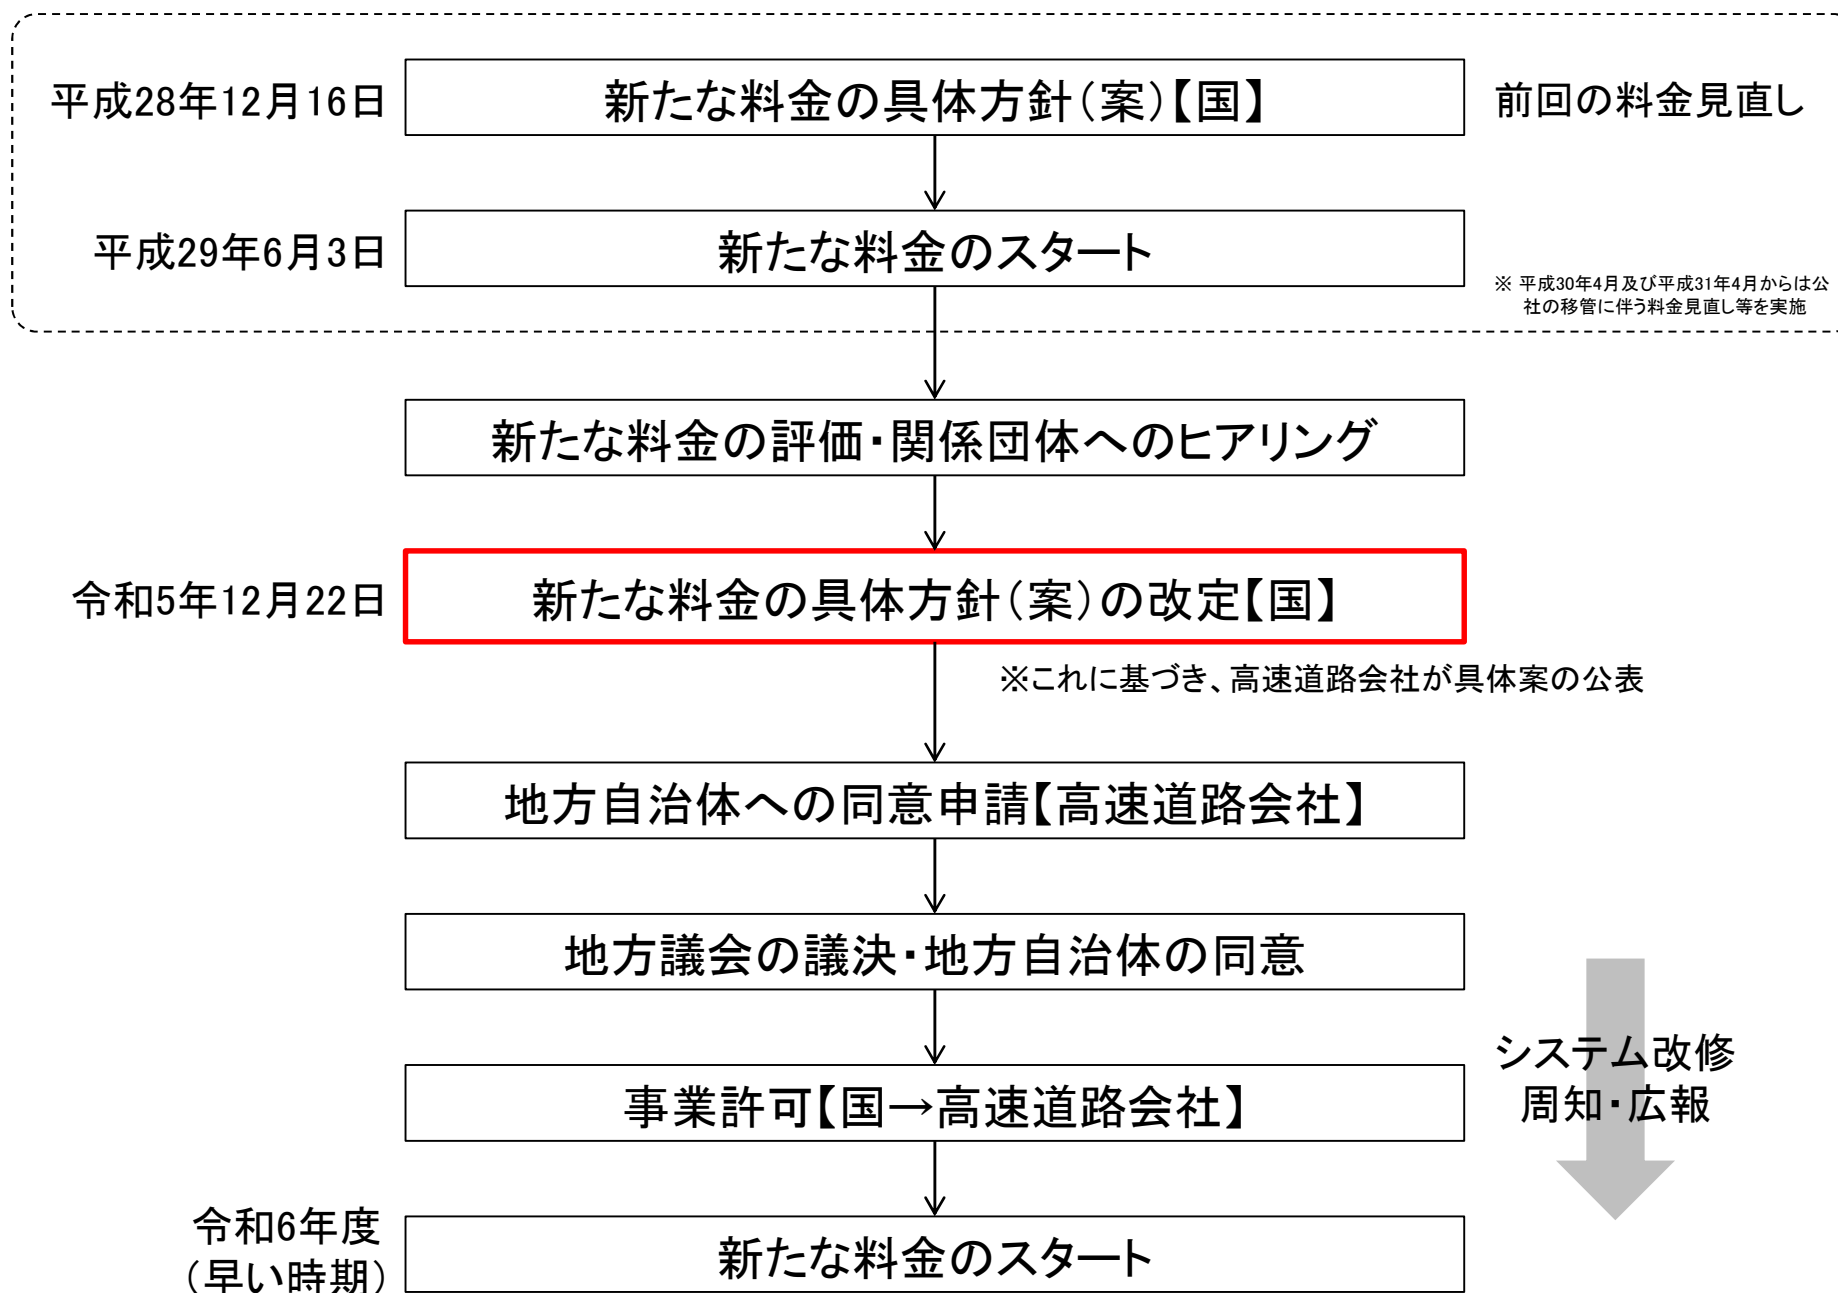 平成28年12月16日
新たな料金の具体方針(案)【国】
前回の料金見直し
平成29年6月3日
新たな料金のスタート
※ 平成30年4月及び平成31年4月からは公
社の移管に伴う料金見直し等を実施
新たな料金の評価・関係団体へのヒアリング
令和5年12月22日
新たな料金の具体方針(案)の改定【国】
※これに基づき、高速道路会社が具体案の公表
地方自治体への同意申請【高速道路会社】
地方議会の議決・地方自治体の同意
システム改修
周知・広報
事業許可【国→高速道路会社】
令和6年度
(早い時期)
新たな料金のスタート